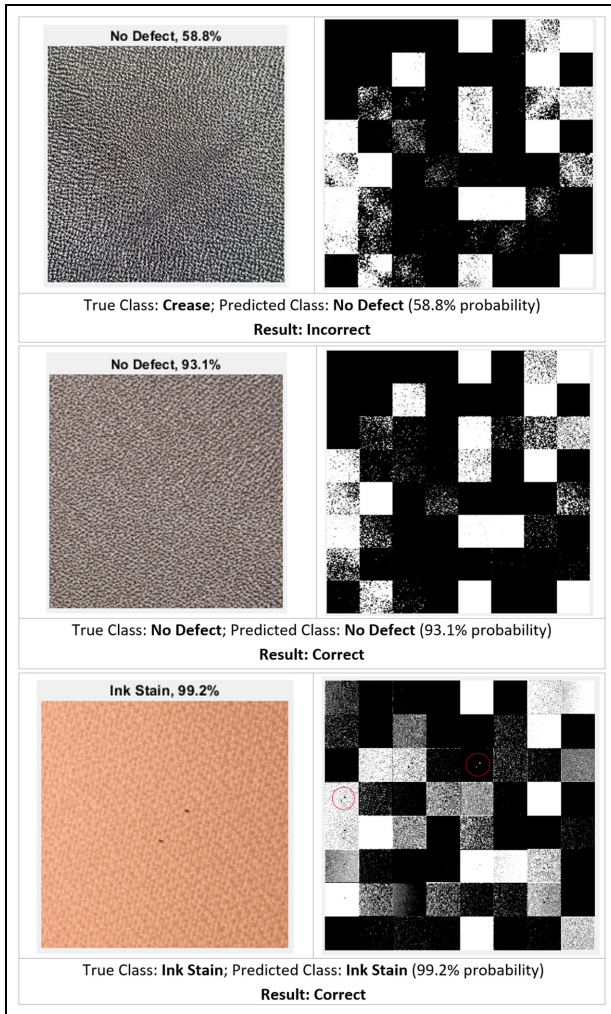 No Defect, 58.8%
True Class: Crease; Predicted Class: No Defect (58.8% probability)
Result: Incorrect
No Defect, 93.1%
True Class: No Defect; Predicted Class: No Defect (93.1% probability)
Result: Correct
Ink Stain, 99.2%
True Class: Ink Stain; Predicted Class: Ink Stain (99.2% probability)
Result: Correct